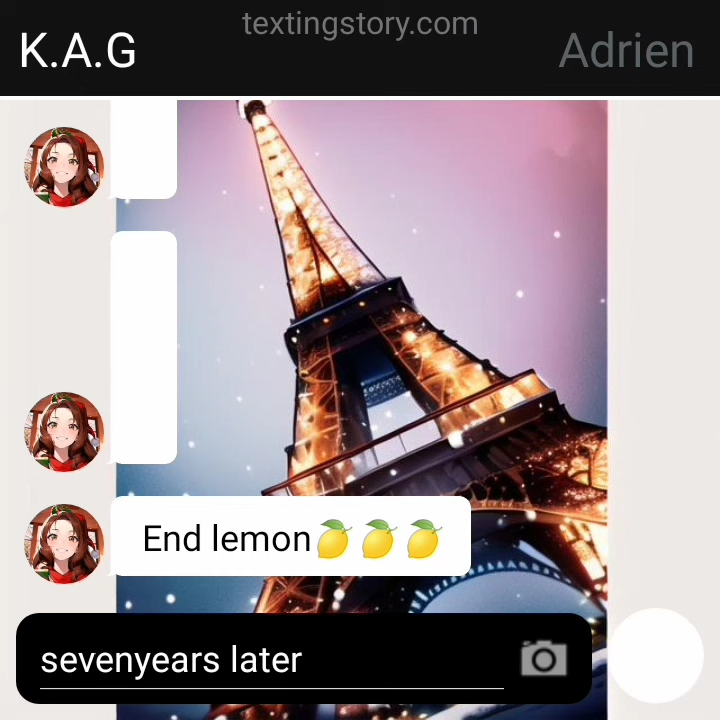 textingstory.com
K.A.G
Adrien
End lemon🍋🍋🍋
sevenyears later